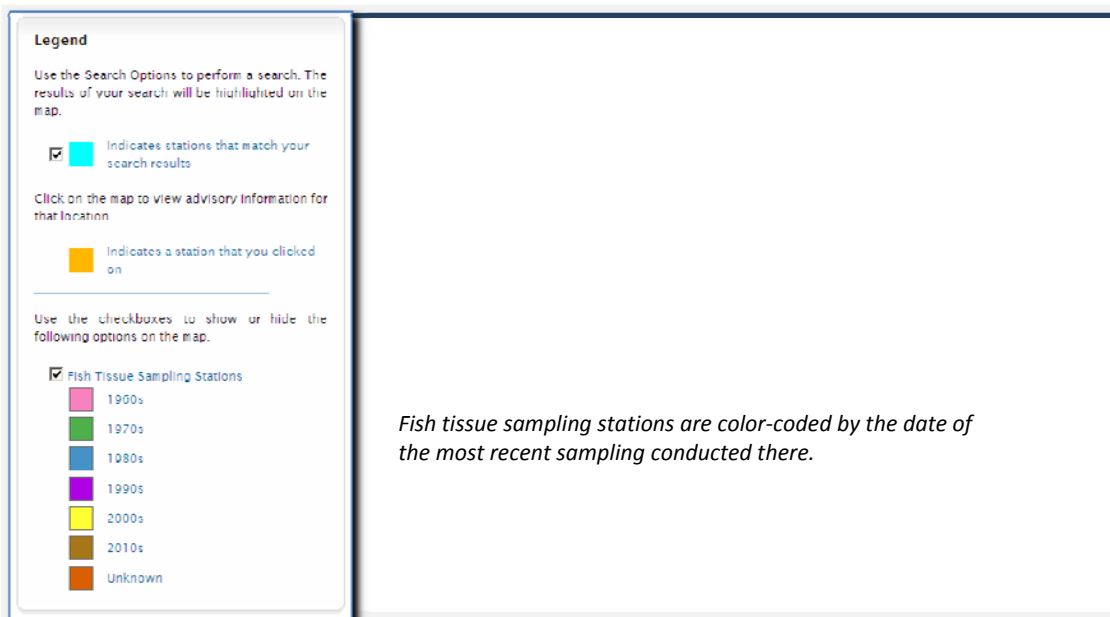 Legend
Use the Search Options to perform a search. The
results of your search will be highlighted on the
map.
Indicates stations that match your
search results
Click on the map to view advisory information for
that location
Indicates a station that you clicked
on
Use the checkboxes to show or hide the
following options on the map.
Fish Tissue Sampling Stations
1960s
1970s
1980s
1990s
2000s
2010s
Unknown
Fish tissue sampling stations are color-coded by the date of
the most recent sampling conducted there.